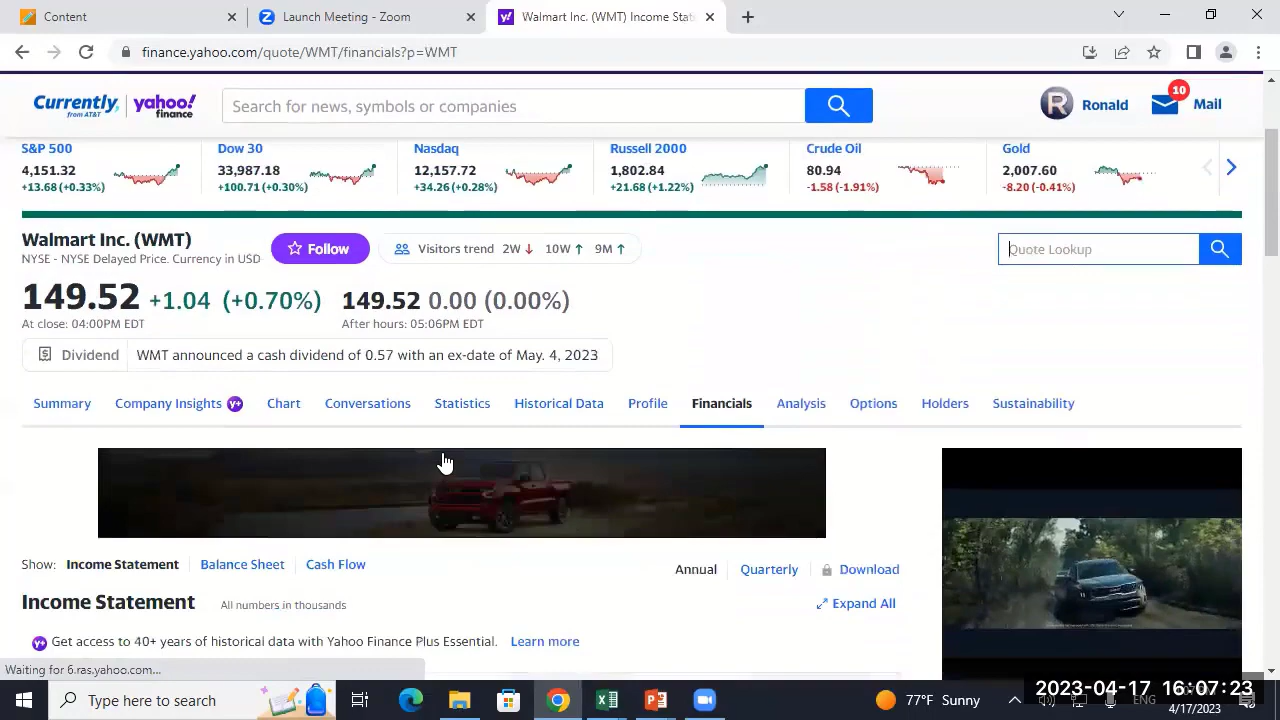 Content
Launch Meeting - Zoom
Walmart Inc. (WMT) Income Stat
finance.yahoo.com/quote/WMT/financials?p=WMT
Currently, from AT&T yahoo! finance
Search for news, symbols or companies
R Ronald 10 Mail
S&P 500 Dow 30 Nasdaq Russell 2000 Crude Oil Gold
4,151.32 33,987.18 12,157.72 1,802.84 80.94 2,007.60
+13.68 (+0.33%) +100.71 (+0.30%) +34.26 (+0.28%) +21.68 (+1.22%) -1.58 (-1.91%) -8.20 (-0.41%)
Walmart Inc. (WMT) Follow Visitors trend 2W 10W 9M Quote Lookup
NYSE - NYSE Delayed Price. Currency in USD
149.52 +1.04 (+0.70%) 149.52 0.00 (0.00%)
At close: 04:00PM EDT After hours: 05:06PM EDT
Dividend WMT announced a cash dividend of 0.57 with an ex-date of May. 4, 2023
Summary Company Insights y+ Chart Conversations Statistics Historical Data Profile Financials Analysis Options Holders Sustainability
Show: Income Statement Balance Sheet Cash Flow Annual Quarterly Download
Income Statement All numbers in thousands Expand All
y+ Get access to 40+ years of historical data with Yahoo Finance Plus Essential. Learn more
Waiting for 6.ras.yahoo.com...
Type here to search 77°F Sunny ENG
2023-04-17 16:07:23
4/17/2023